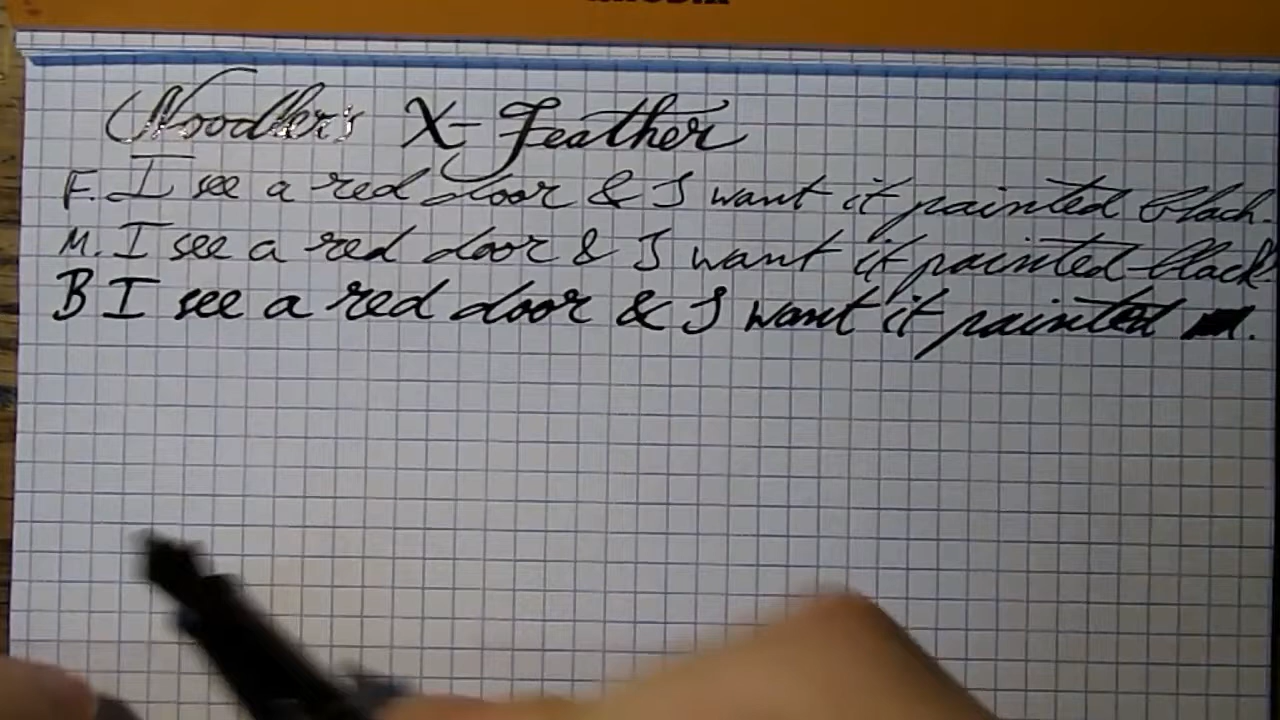 Noodler's X-Feather
F. I see a red door & I want it painted black.
M. I see a red door & I want it painted black.
B I see a red door & I want it painted